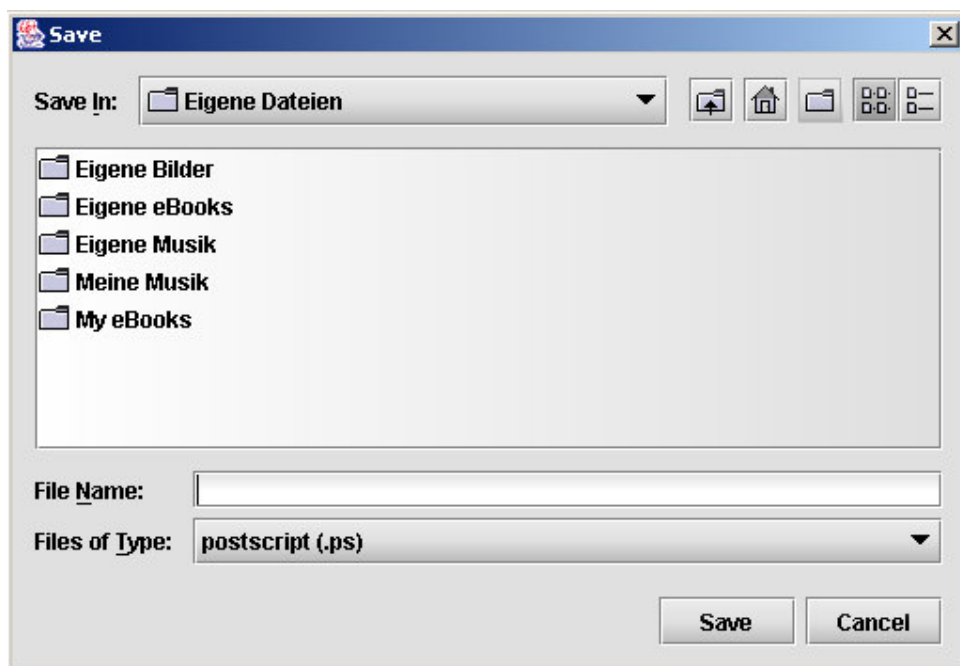 Save
Save In: Eigene Dateien
Eigene Bilder
Eigene eBooks
Eigene Musik
Meine Musik
My eBooks
File Name:
Files of Type: postscript (.ps)
Save Cancel